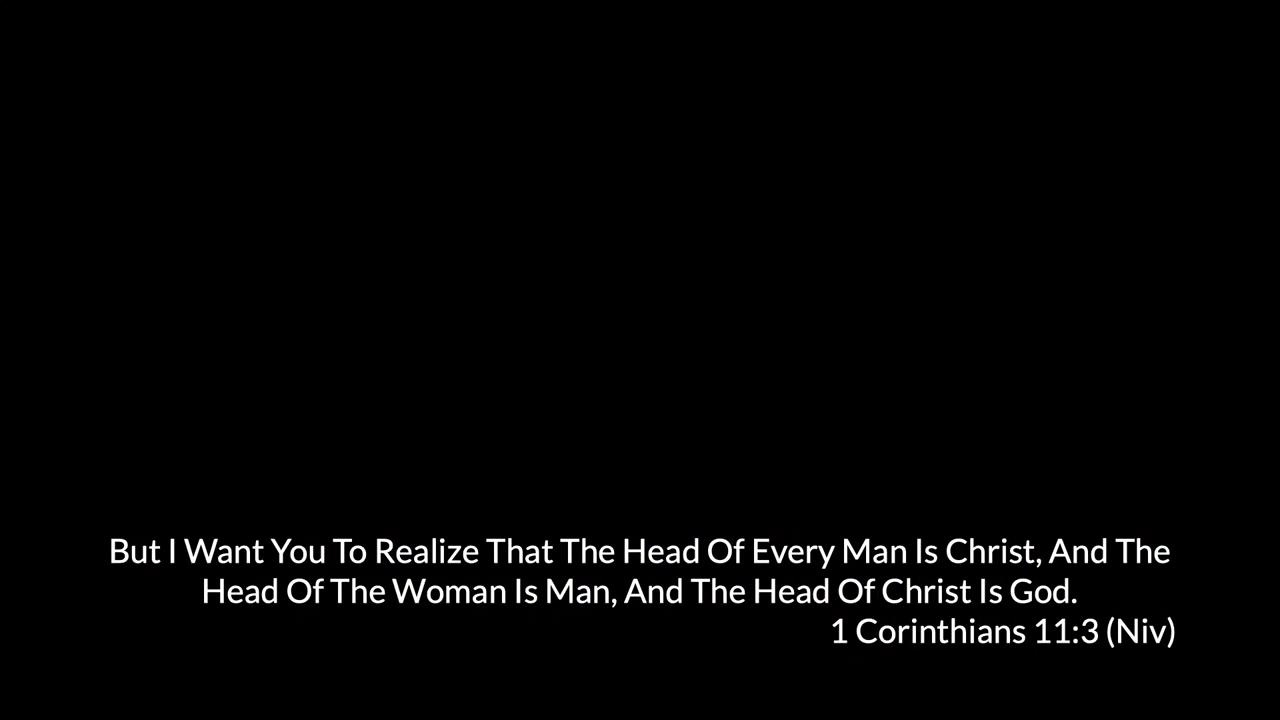 But I Want You To Realize That The Head Of Every Man Is Christ, And The
Head Of The Woman Is Man, And The Head Of Christ Is God.
1 Corinthians 11:3 (Niv)